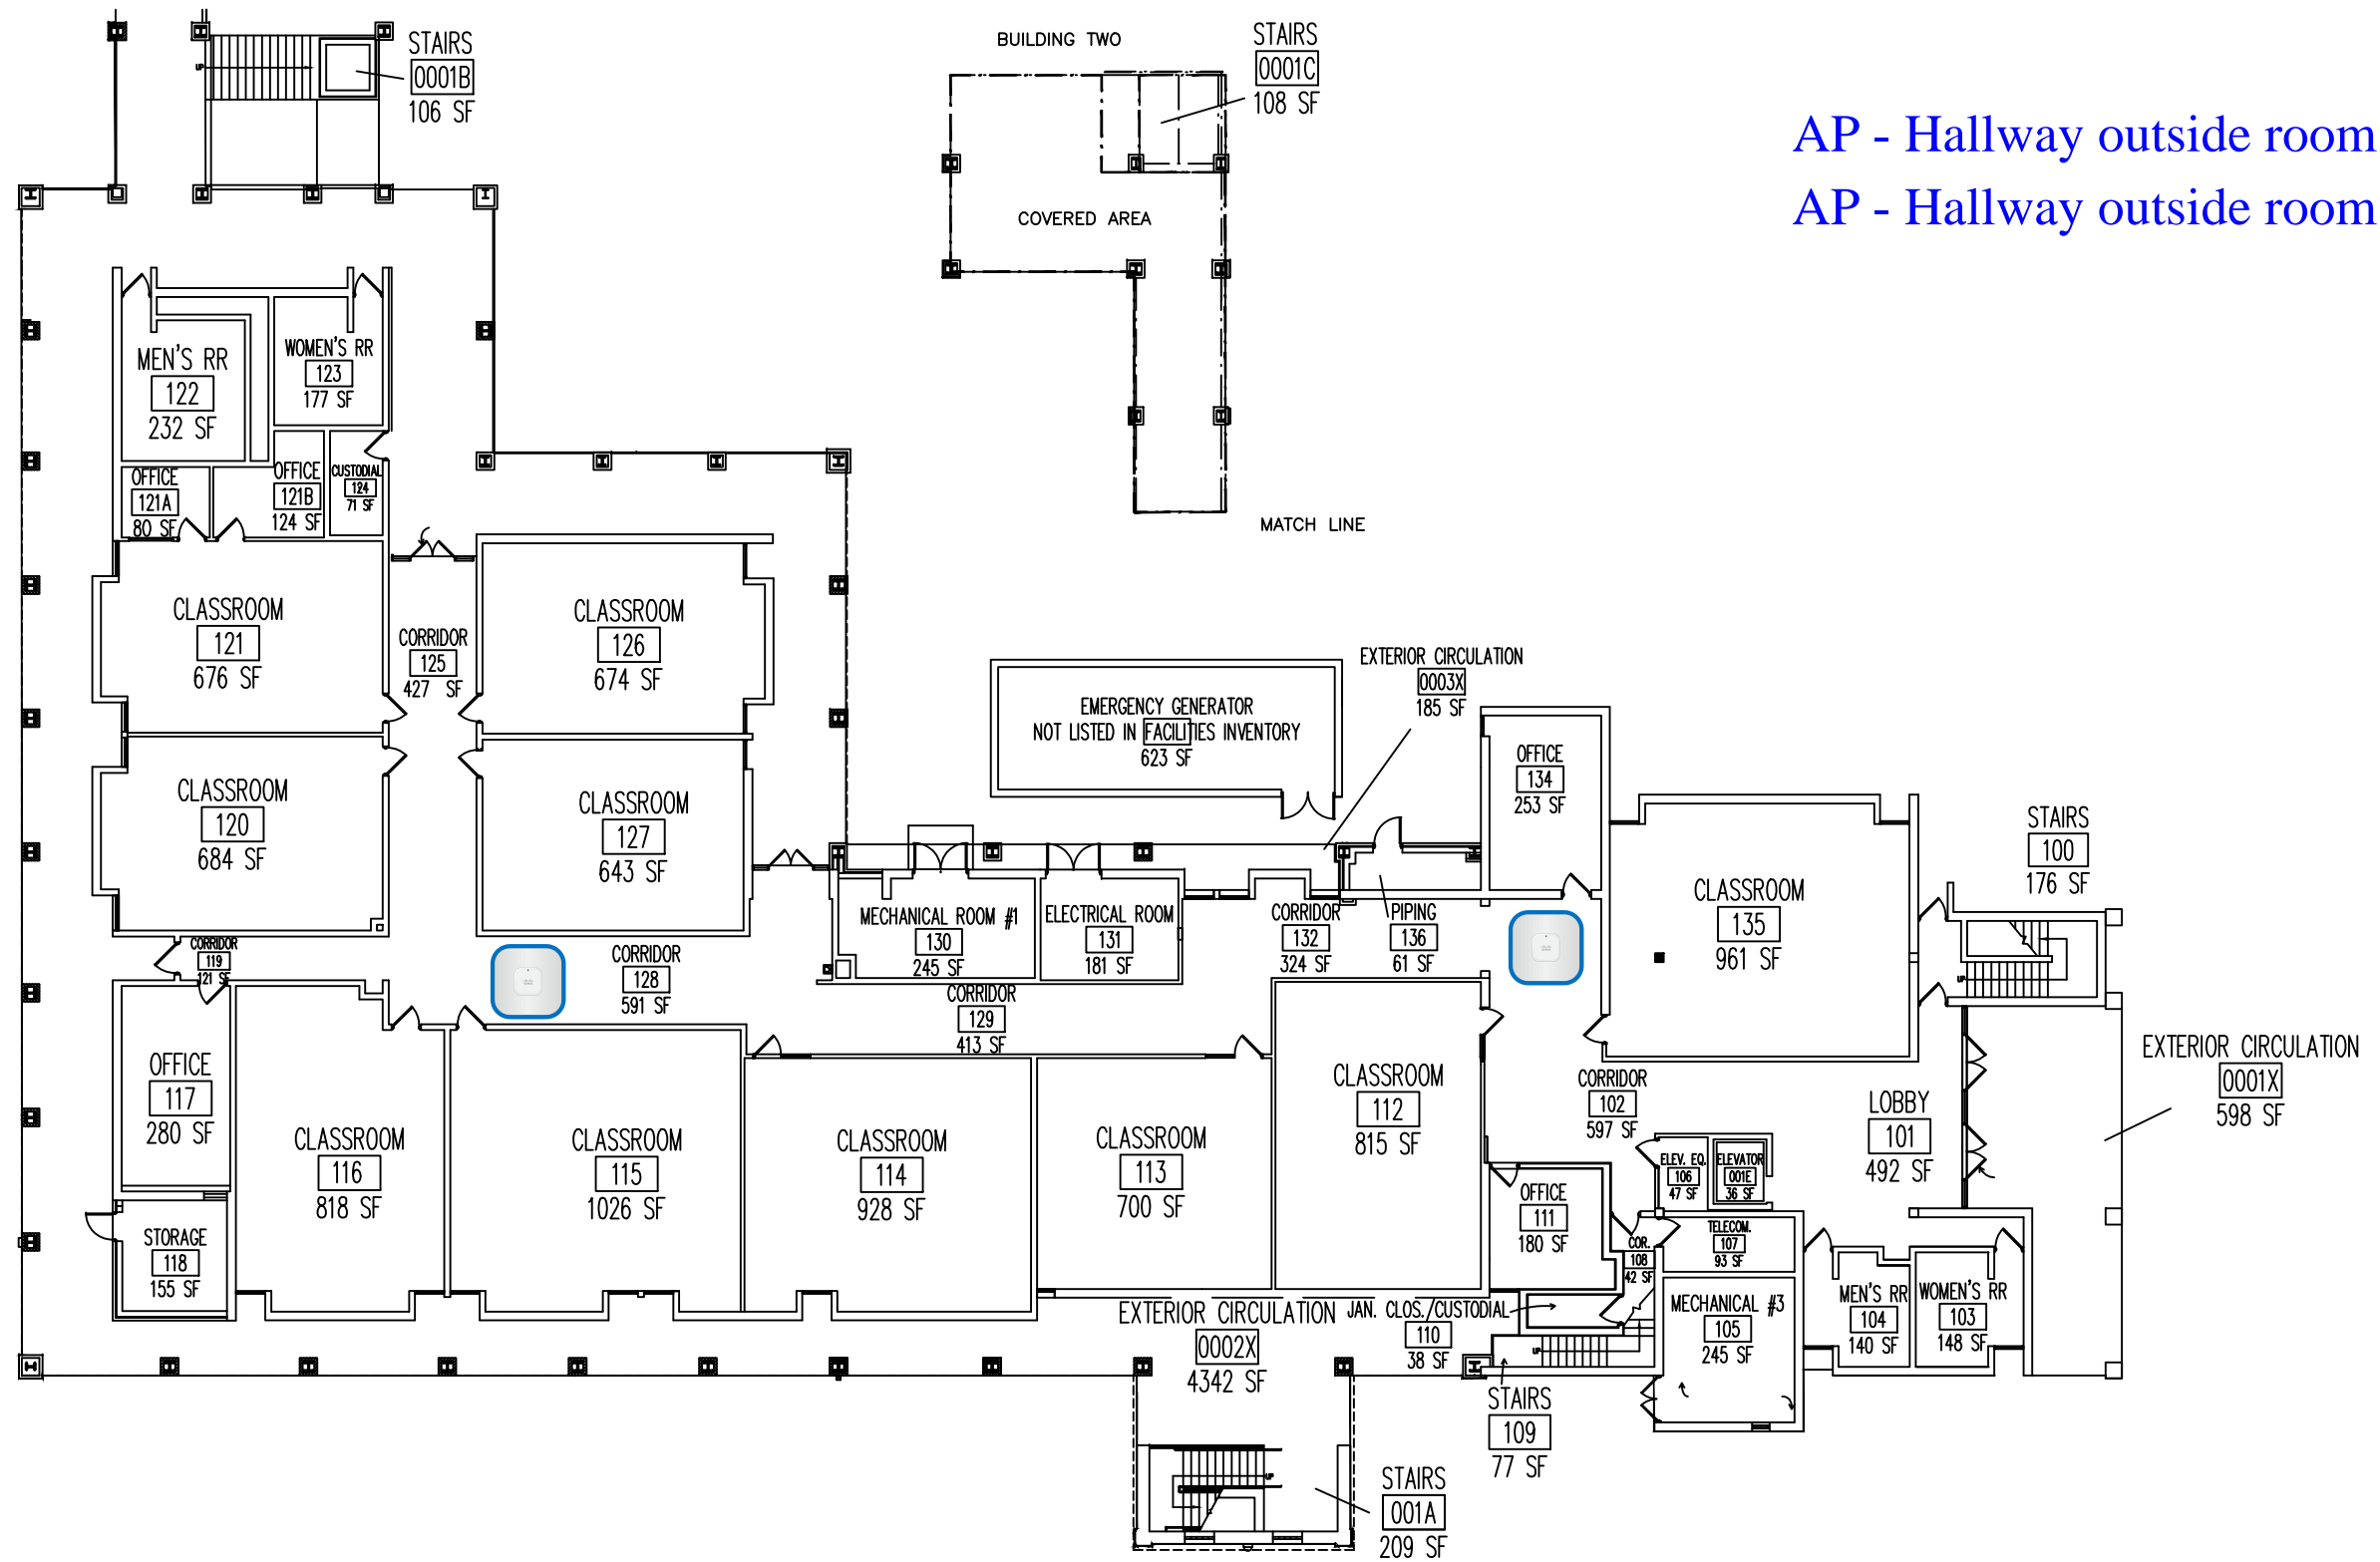 STAIRS
0001B
106 SF
UP
BUILDING TWO
STAIRS
0001C
108 SF
COVERED AREA
MATCH LINE
AP - Hallway outside room
AP - Hallway outside room
MEN'S RR
122
232 SF
WOMEN'S RR
123
177 SF
OFFICE
121A
80 SF
OFFICE
121B
124 SF
CUSTODIAL
124
71 SF
CLASSROOM
121
676 SF
CORRIDOR
125
427 SF
CLASSROOM
126
674 SF
CLASSROOM
120
684 SF
CLASSROOM
127
643 SF
EMERGENCY GENERATOR
NOT LISTED IN FACILITIES INVENTORY
623 SF
EXTERIOR CIRCULATION
0003X
185 SF
OFFICE
134
253 SF
CLASSROOM
135
961 SF
STAIRS
100
176 SF
UP
CORRIDOR
119
121 SF
CORRIDOR
128
591 SF
MECHANICAL ROOM #1
130
245 SF
ELECTRICAL ROOM
131
181 SF
CORRIDOR
132
324 SF
PIPING
136
61 SF
CORRIDOR
129
413 SF
OFFICE
117
280 SF
STORAGE
118
155 SF
CLASSROOM
116
818 SF
CLASSROOM
115
1026 SF
CLASSROOM
114
928 SF
CLASSROOM
113
700 SF
CLASSROOM
112
815 SF
CORRIDOR
102
597 SF
LOBBY
101
492 SF
EXTERIOR CIRCULATION
0001X
598 SF
ELEV. EQ.
106
47 SF
ELEVATOR
001E
36 SF
OFFICE
111
180 SF
COR.
108
42 SF
TELECOM.
107
93 SF
MECHANICAL #3
105
245 SF
MEN'S RR
104
140 SF
WOMEN'S RR
103
148 SF
EXTERIOR CIRCULATION
0002X
4342 SF
JAN. CLOS./CUSTODIAL
110
38 SF
UP
STAIRS
109
77 SF
UP
STAIRS
001A
209 SF